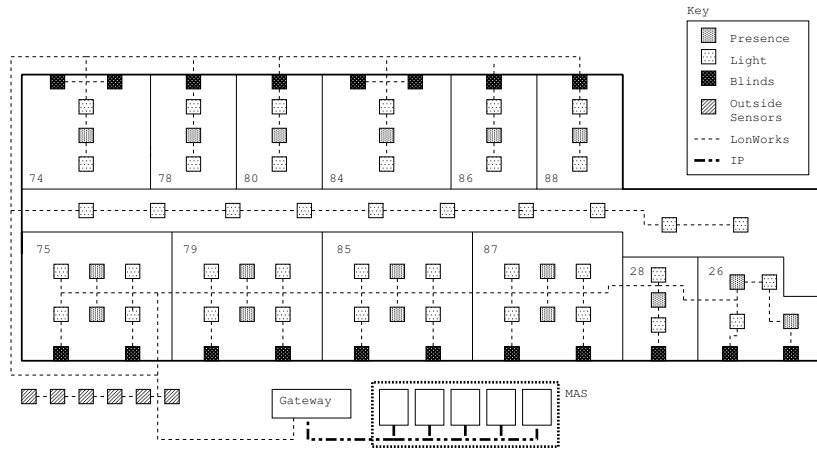 Key
Presence
Light
Blinds
Outside
Sensors
LonWorks
IP
74
78
80
84
86
88
75
79
85
87
28
26
Gateway
MAS